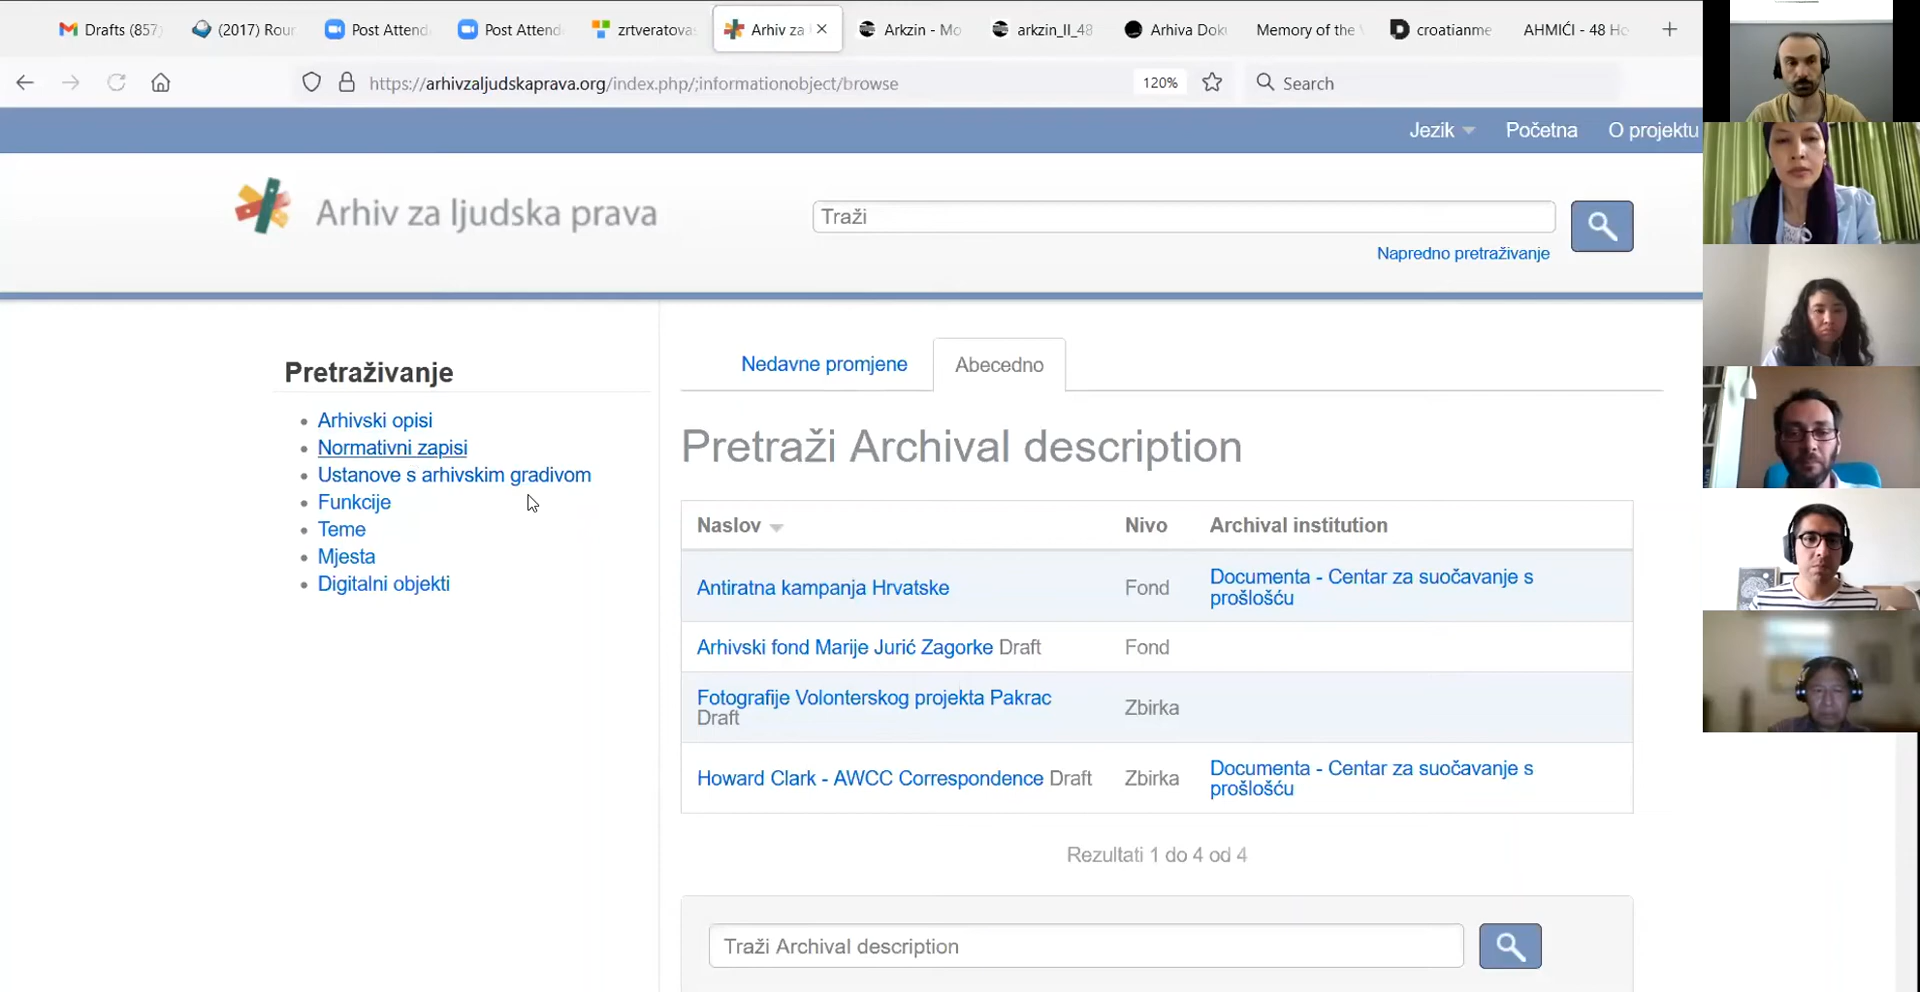 Drafts (857)
(2017) Rour
Post Attend
Post Attend
zrtveratova
Arhiv za
Arkzin - Mo
arkzin_II_48
Arhiva Dok
Memory of the
croatianme
AHMIĆI - 48 Ho
https://arhivzaljudskaprava.org/index.php/;informationobject/browse
120%
Search
Jezik
Početna
O projektu
Arhiv za ljudska prava
Traži
Napredno pretraživanje
Pretraživanje
Arhivski opisi
Normativni zapisi
Ustanove s arhivskim gradivom
Funkcije
Teme
Mjesta
Digitalni objekti
Nedavne promjene
Abecedno
Pretraži Archival description
Naslov Nivo Archival institution
Antiratna kampanja Hrvatske Fond Documenta - Centar za suočavanje s
prošlošću
Arhivski fond Marije Jurić Zagorke Draft Fond
Fotografije Volonterskog projekta Pakrac
Draft
Zbirka
Howard Clark - AWCC Correspondence Draft Zbirka Documenta - Centar za suočavanje s
prošlošću
Rezultati 1 do 4 od 4
Traži Archival description